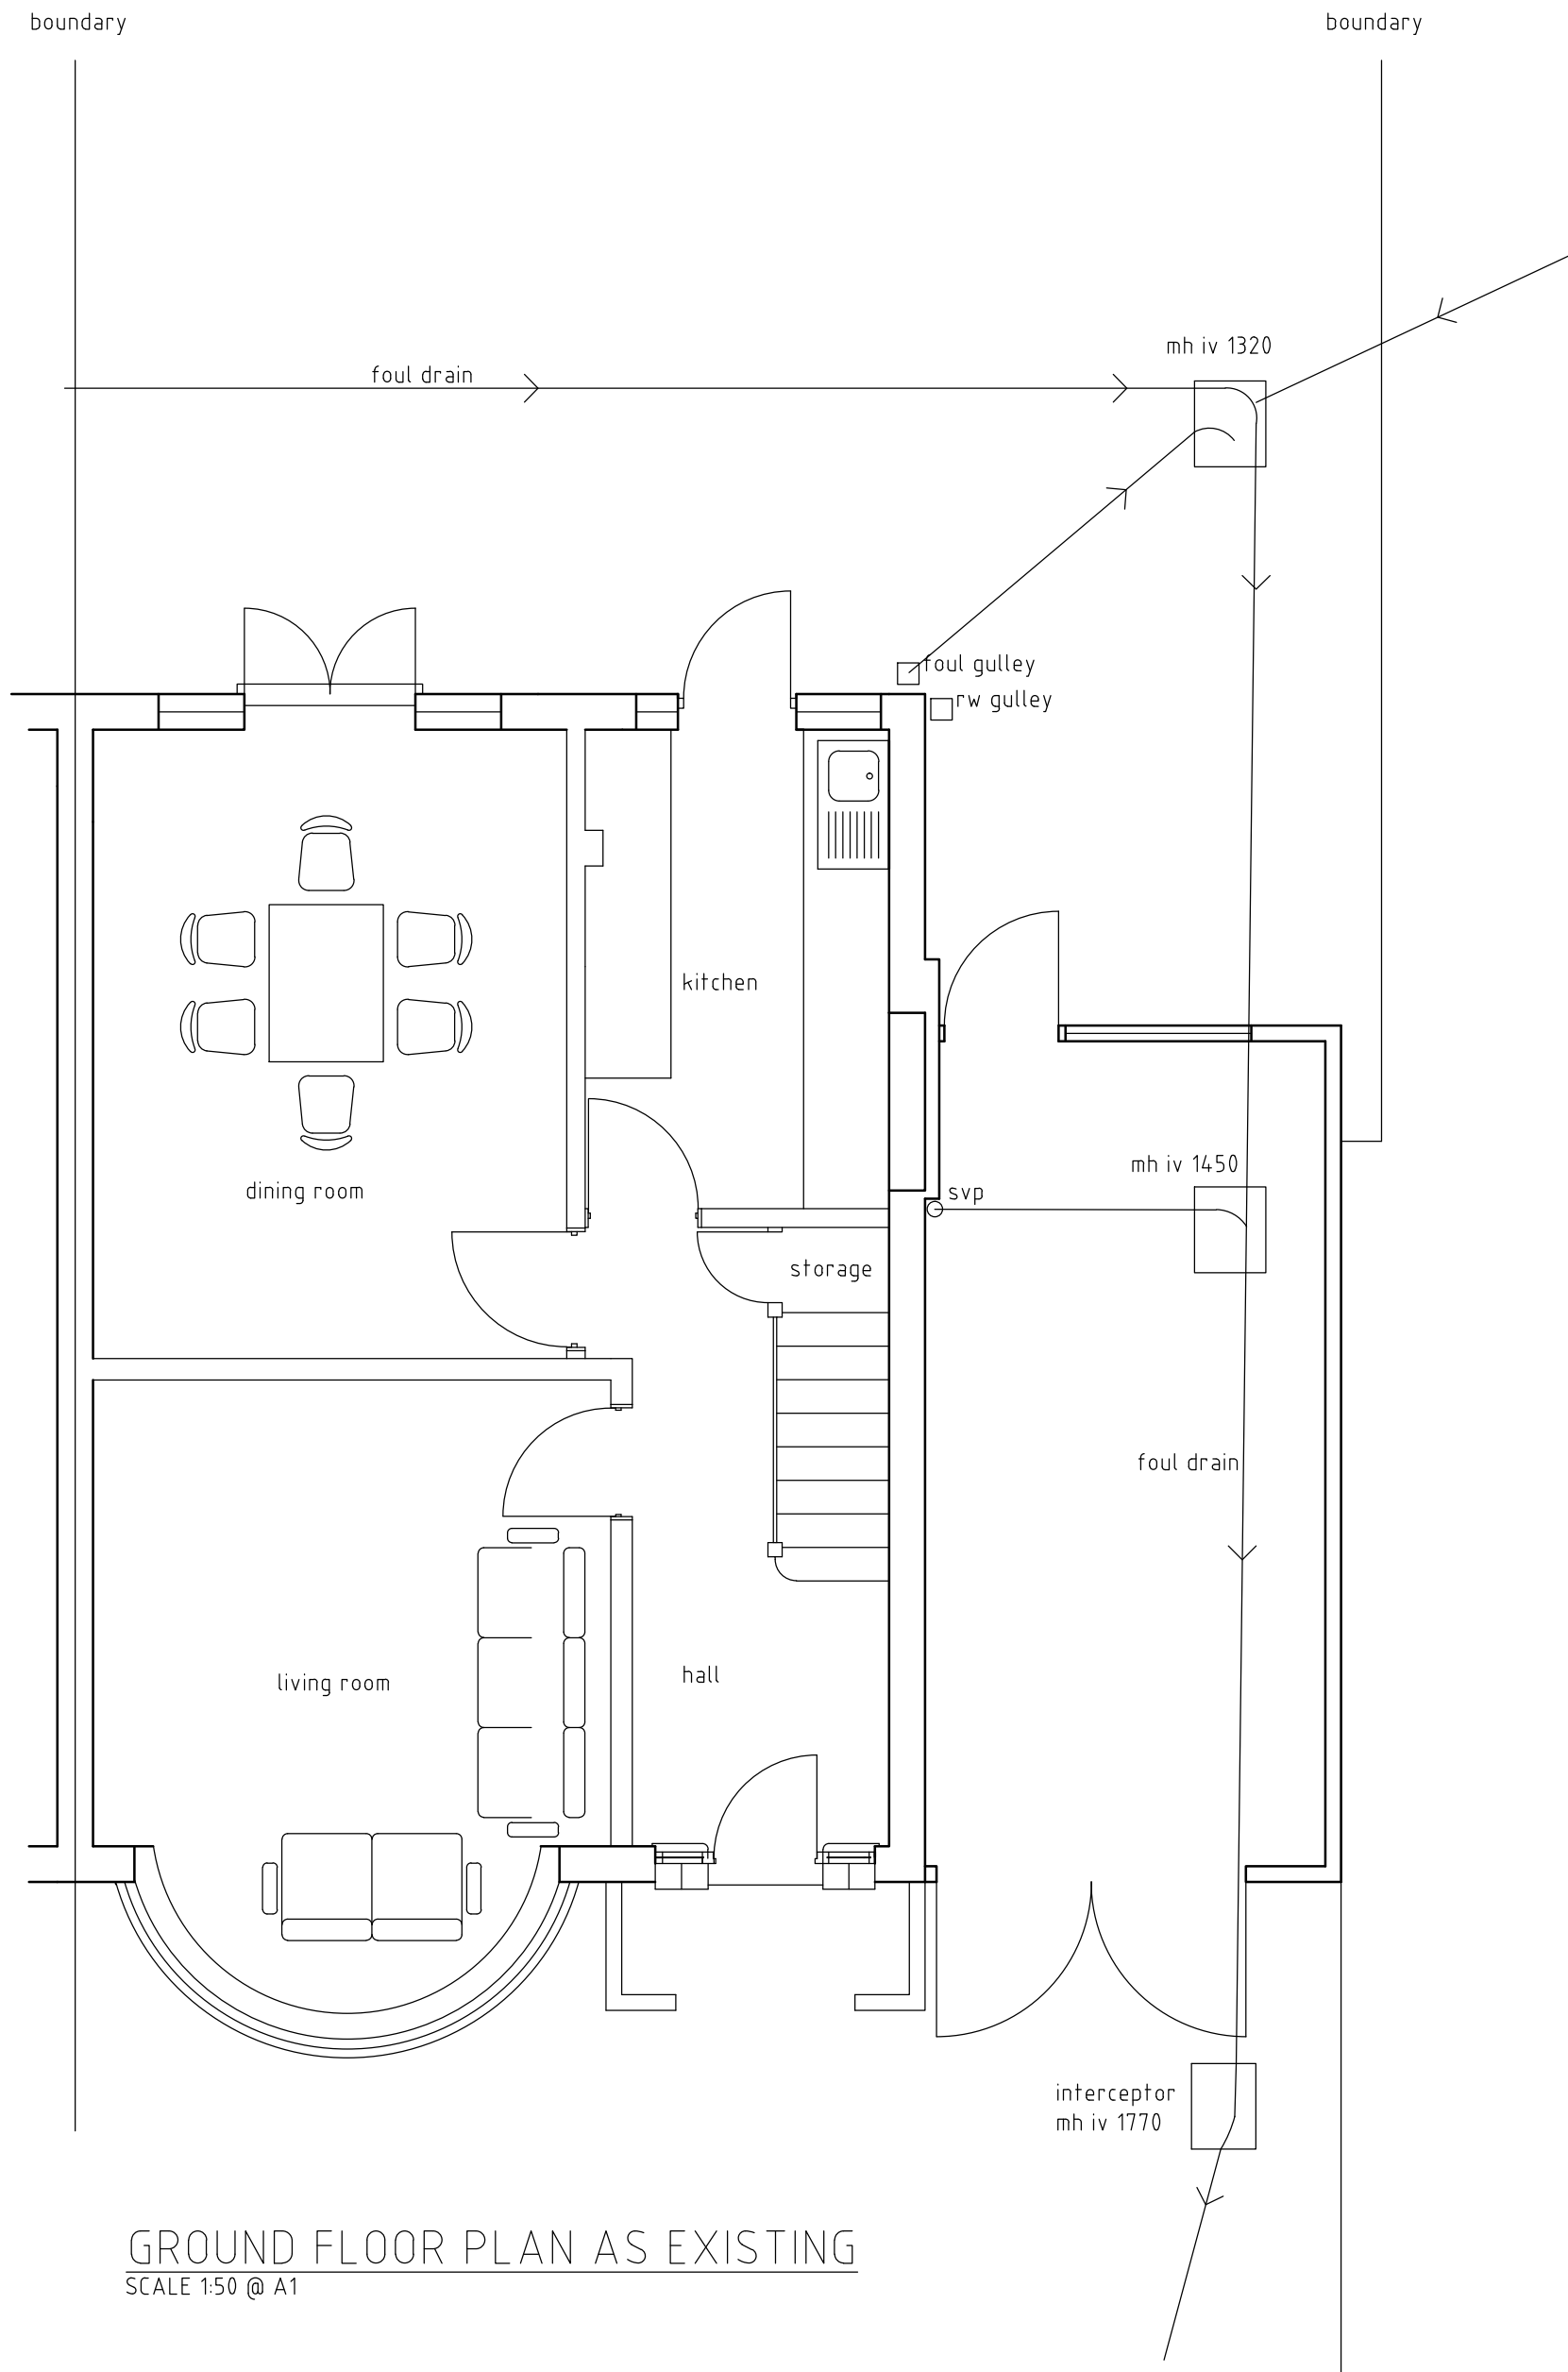 boundary
boundary
mh iv 1320
foul drain
foul gulley
rw gulley
kitchen
mh iv 1450
dining room
svp
storage
foul drain
living room
hall
interceptor
mh iv 1770
GROUND FLOOR PLAN AS EXISTING
SCALE 1:50 @ A1